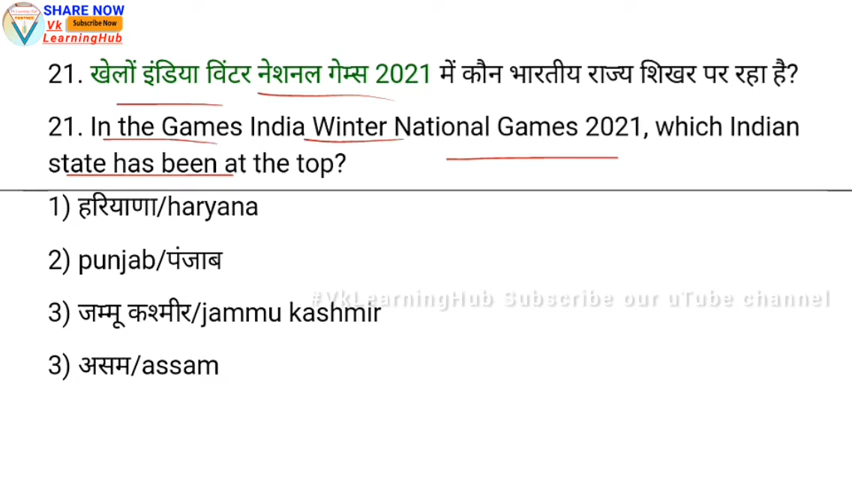 SHARE NOW
Vk Subscribe Now
LearningHub
21. खेलों इंडिया विंटर नेशनल गेम्स 2021 में कौन भारतीय राज्य शिखर पर रहा है?
21. In the Games India Winter National Games 2021, which Indian
state has been at the top?
1) हरियाणा/haryana
2) punjab/पंजाब
#VkLearningHub Subscribe our uTube channel
3) जम्मू कश्मीर/jammu kashmir
3) असम/assam